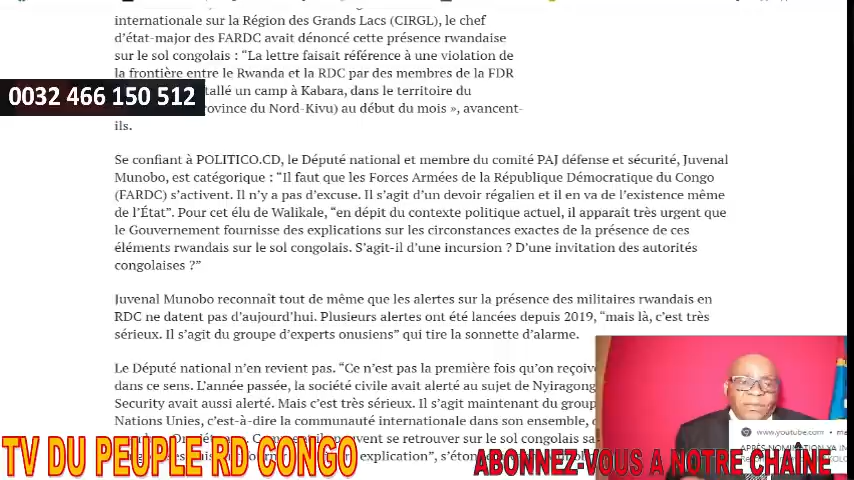 internationale sur la Région des Grands Lacs (CIRGL), le chef
d'état-major des FARDC avait dénoncé cette présence rwandaise
sur le sol congolais : "La lettre faisait référence à une violation de
la frontière entre le Rwanda et la RDC par des membres de la FDR
0032 466 150 512
tallé un camp à Kabara, dans le territoire du
rovince du Nord-Kivu) au début du mois », avancent-
ils.
Se confiant à POLITICO.CD, le Député national et membre du comité PAJ défense et sécurité, Juvenal
Munobo, est catégorique : "Il faut que les Forces Armées de la République Démocratique du Congo
(FARDC) s'activent. Il n'y a pas d'excuse. Il s'agit d'un devoir régalien et il en va de l'existence même
de l'État". Pour cet élu de Walikale, "en dépit du contexte politique actuel, il apparaît très urgent que
le Gouvernement fournisse des explications sur les circonstances exactes de la présence de ces
éléments rwandais sur le sol congolais. S'agit-il d'une incursion ? D'une invitation des autorités
congolaises ?"
Juvenal Munobo reconnaît tout de même que les alertes sur la présence des militaires rwandais en
RDC ne datent pas d'aujourd'hui. Plusieurs alertes ont été lancées depuis 2019, "mais là, c'est très
sérieux. Il s'agit du groupe d'experts onusiens" qui tire la sonnette d'alarme.
Le Député national n'en revient pas. "Ce n'est pas la première fois qu'on reçoive
dans ce sens. L'année passée, la société civile avait alerté au sujet de Nyiragong
Security avait aussi alerté. Mais c'est très sérieux. Il s'agit maintenant du group
Nations Unies, c'est-à-dire la communauté internationale dans son ensemble,
vent se retrouver sur le sol congolais sa
explication", s'éton
www.youtube.com
APRÈS NOMINATION YA
TV DU PEUPLE RD CONGO
ABONNEZ-VOUS A NOTRE CHAÎNE